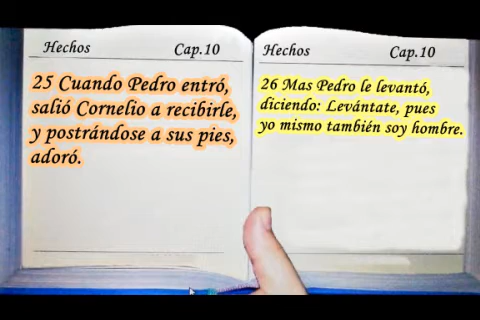 Hechos Cap.10
25 Cuando Pedro entró,
salió Cornelio a recibirle,
y postrándose a sus pies,
adoró.
Hechos Cap.10
26 Mas Pedro le levantó,
diciendo: Levántate, pues
yo mismo también soy hombre.